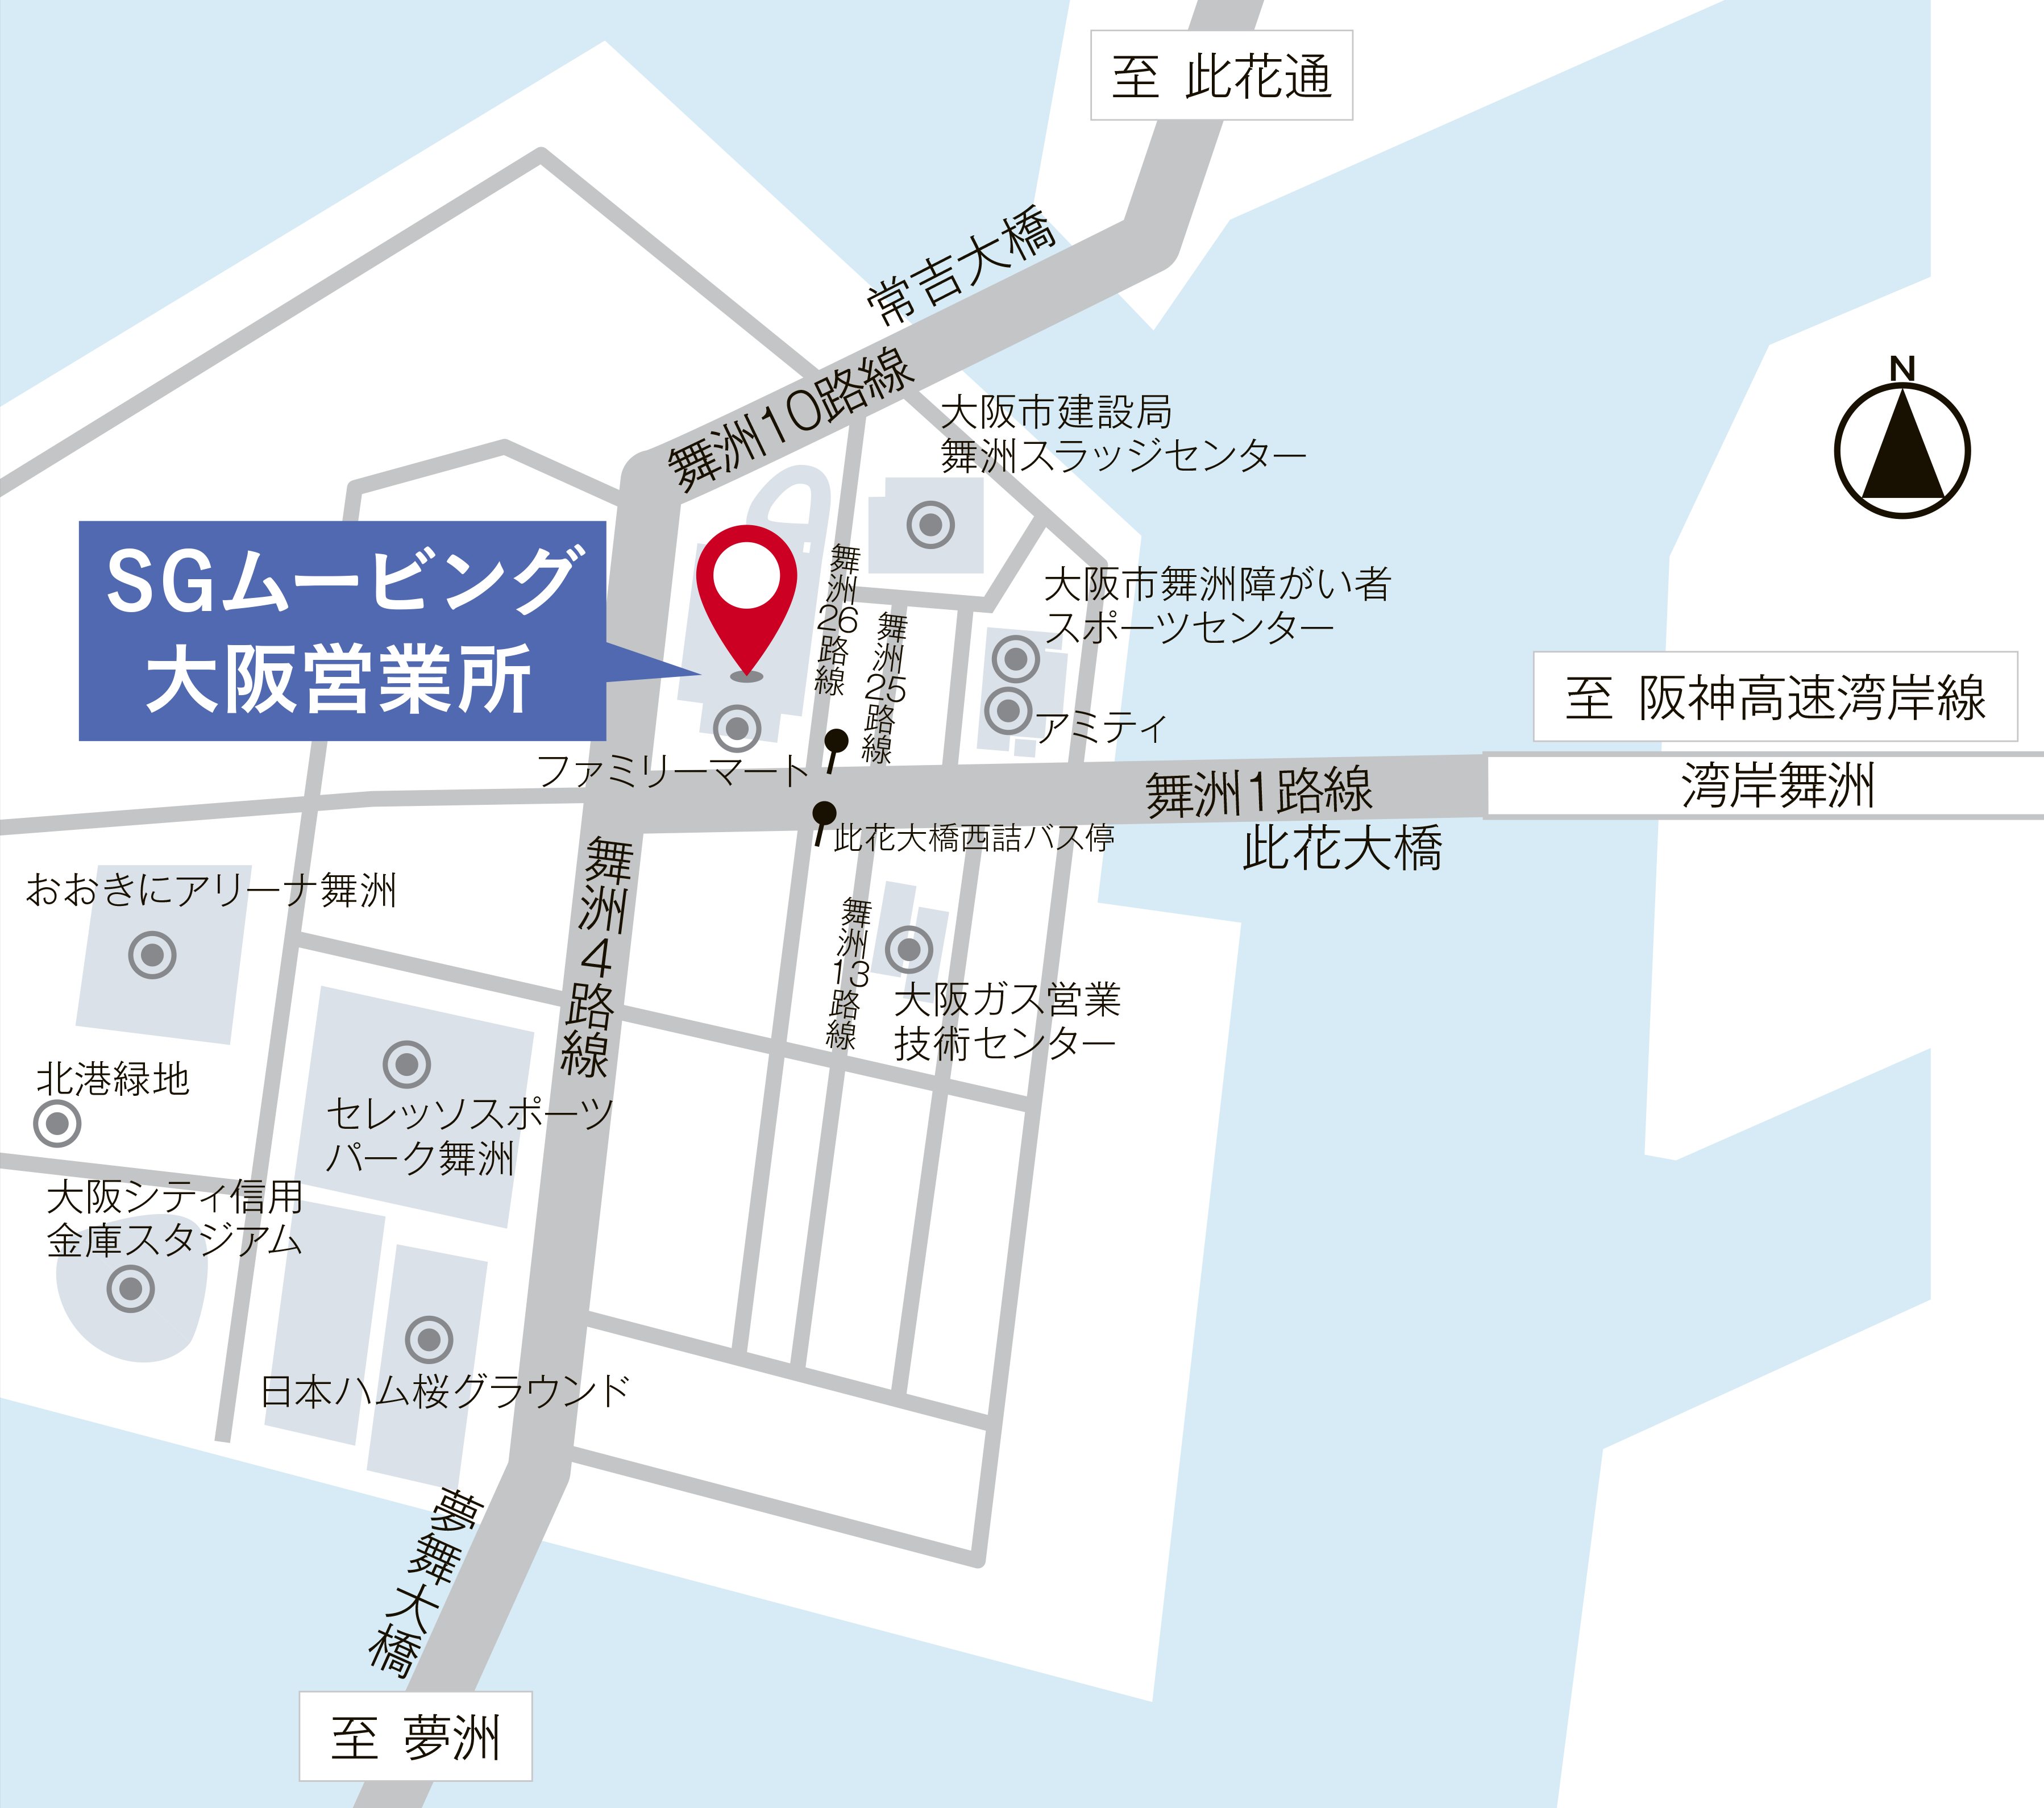 至 此花通
常吉大橋
舞洲10路線
N
大阪市建設局
舞洲スラッジセンター
SGムービング
大阪営業所
舞洲26路線
舞洲25路線
大阪市舞洲障がい者
スポーツセンター
アミティ
至 阪神高速湾岸線
ファミリーマート
舞洲1路線
湾岸舞洲
此花大橋西詰バス停
此花大橋
舞洲4路線
おおきにアリーナ舞洲
舞洲13路線
大阪ガス営業
技術センター
北港緑地
セレッソスポーツ
パーク舞洲
大阪シティ信用
金庫スタジアム
日本ハム桜グラウンド
夢舞大橋
至 夢洲